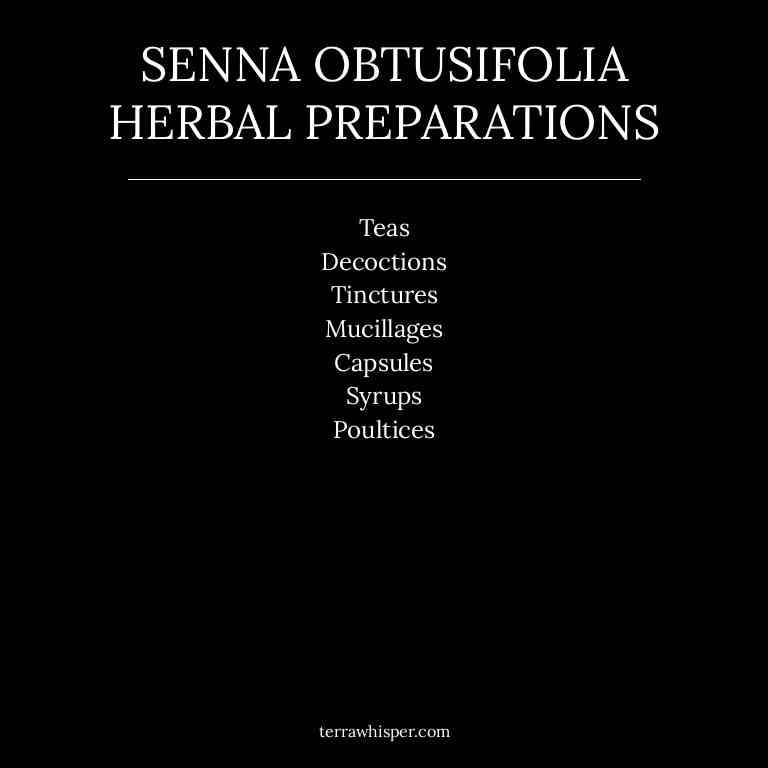 SENNA OBTUSIFOLIA
HERBAL PREPARATIONS
Teas
Decoctions
Tinctures
Mucillages
Capsules
Syrups
Poultices
terrawhisper.com